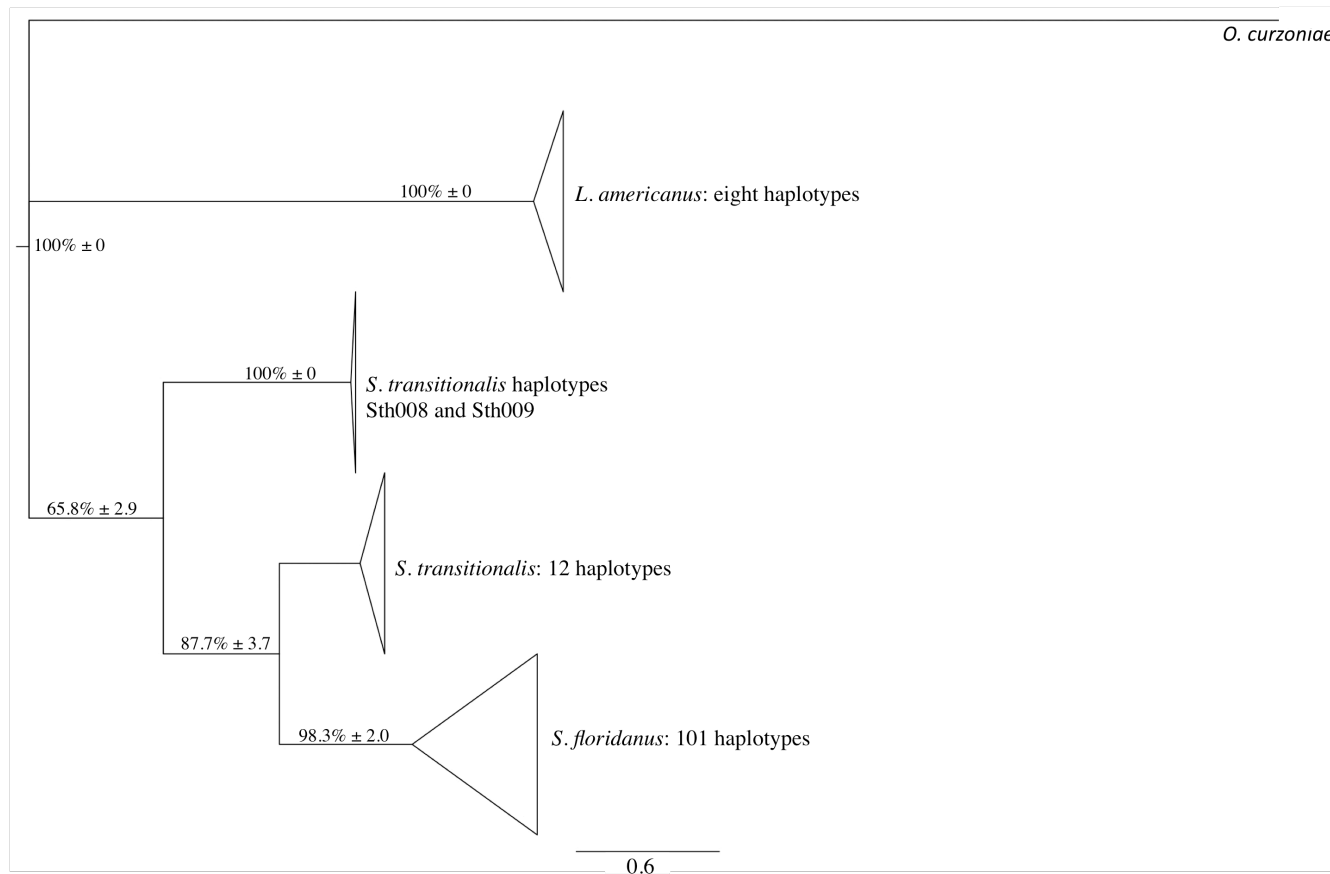 O. curzoniae
100% ± 0
L. americanus: eight haplotypes
100% ± 0
100% ± 0
S. transitionalis haplotypes
Sth008 and Sth009
65.8% ± 2.9
S. transitionalis: 12 haplotypes
87.7% ± 3.7
98.3% ± 2.0
S. floridanus: 101 haplotypes
0.6